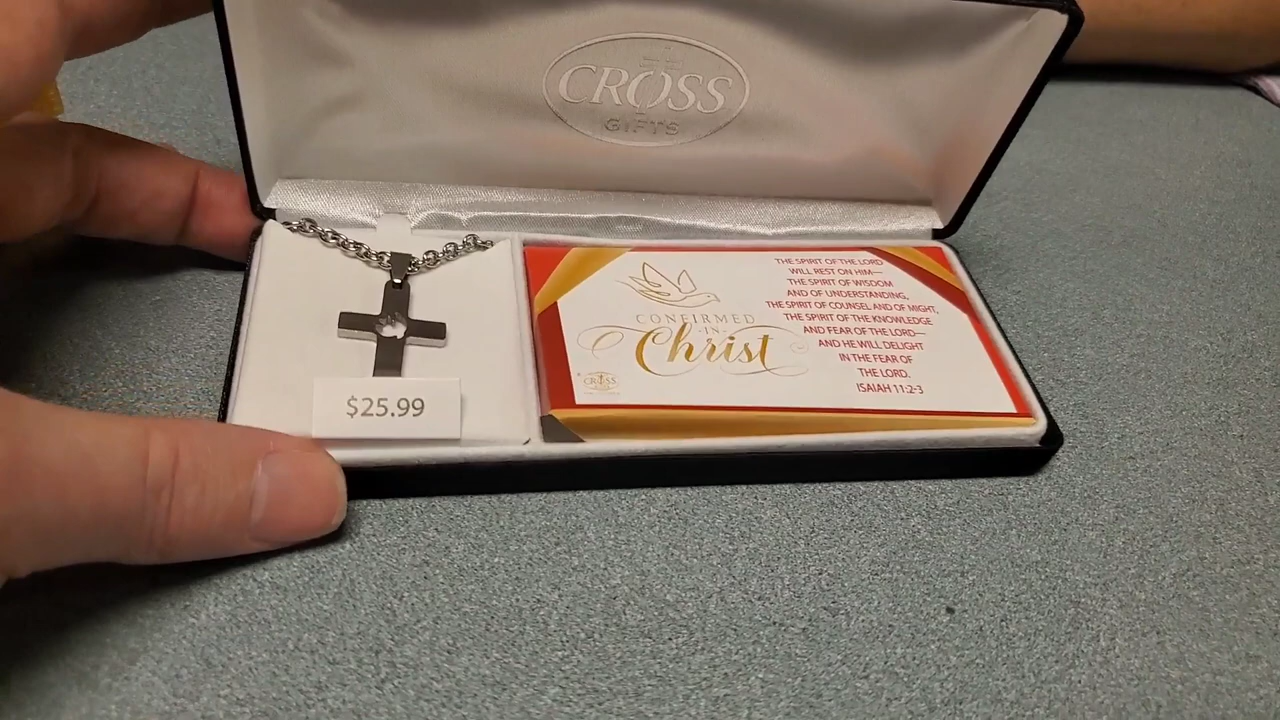 CROSS
GIFTS
$25.99
CONFIRMED
-IN-
Christ
CROSS
THE SPIRIT OF THE LORD
WILL REST ON HIM—
THE SPIRIT OF WISDOM
AND OF UNDERSTANDING,
THE SPIRIT OF COUNSEL AND OF MIGHT,
THE SPIRIT OF THE KNOWLEDGE
AND FEAR OF THE LORD—
AND HE WILL DELIGHT
IN THE FEAR OF
THE LORD.
ISAIAH 11:2-3